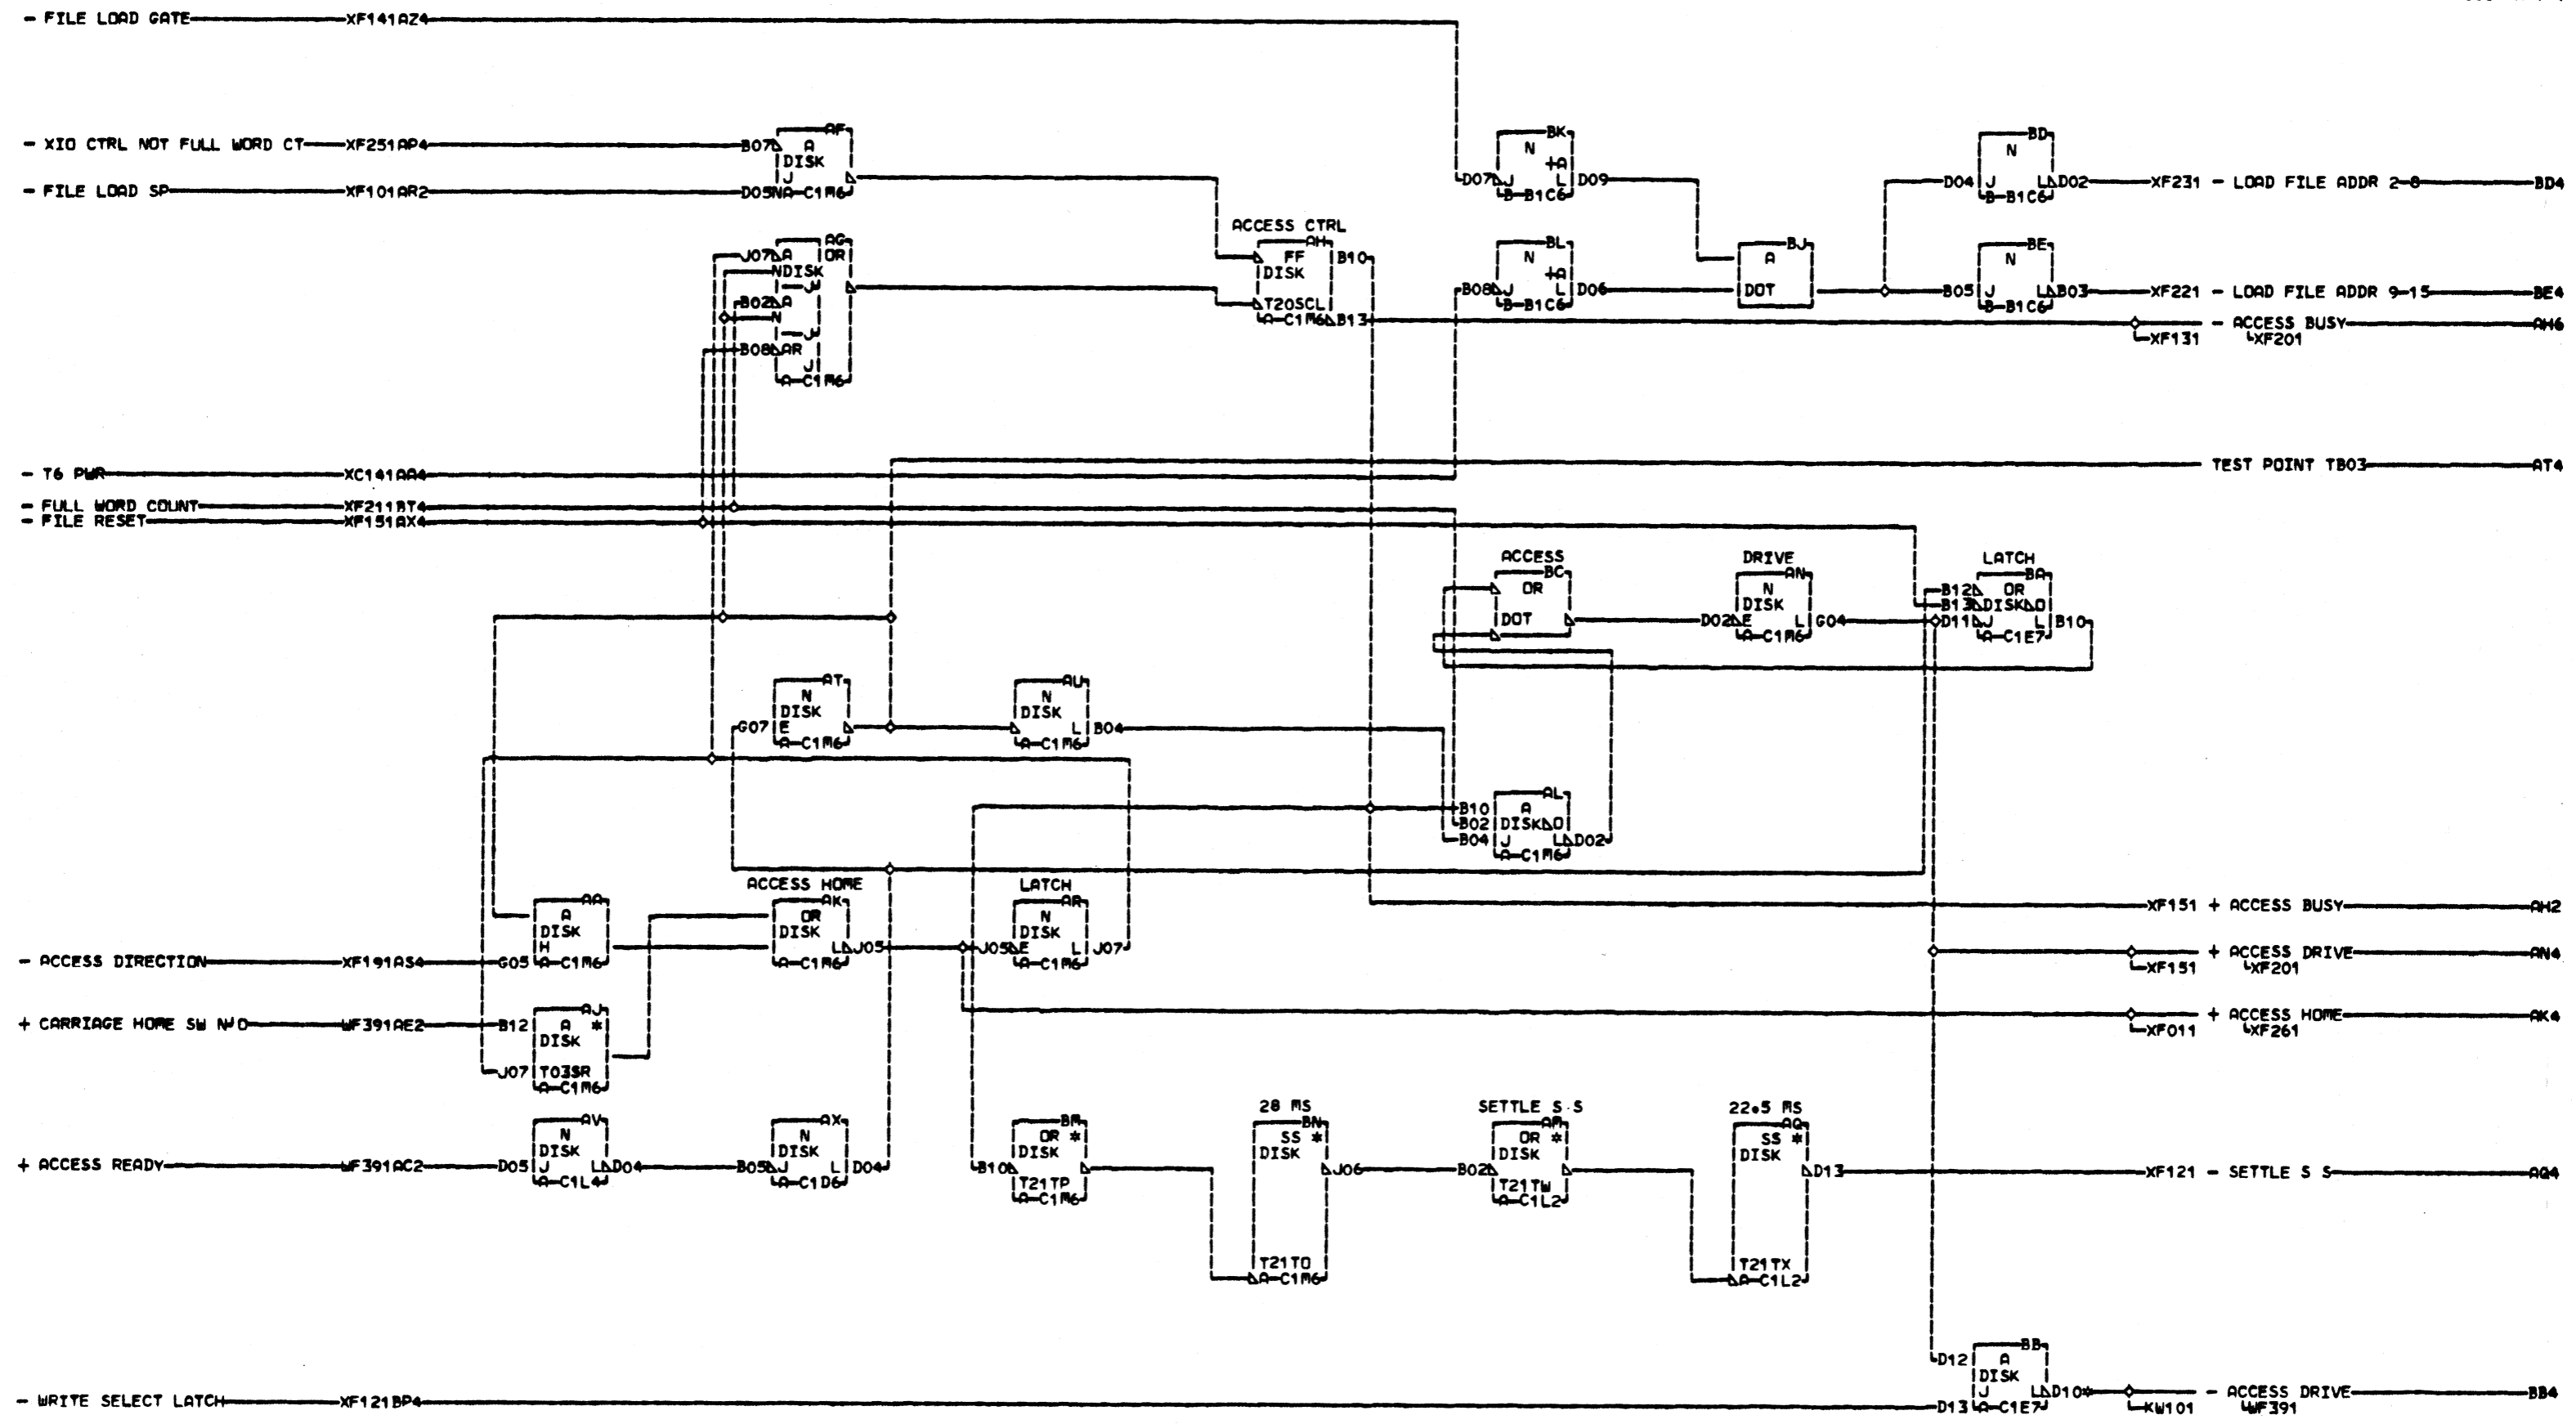 - FILE LOAD GATE XF141AZ4
- XIO CTRL NOT FULL WORD CT XF251AP4 B07
- FILE LOAD SP XF101AR2 D05
AF
A
DISK
J
NA-C1M6
AG
J07 A OR
N DISK
J
B02 A
N
J
B08 AR
J
A-C1M6
ACCESS CTRL
AH
FF B10
DISK
T20SCL
A-C1M6 B13
BK
N
+A
D07 J L D09
B-B1C6
BL
N
+A
B08 J L D06
B-B1C6
BJ
A
DOT
BD
N
D04 J L D02 XF231 - LOAD FILE ADDR 2-8 BD4
B-B1C6
BE
N
B05 J L B03 XF221 - LOAD FILE ADDR 9-15 BE4
B-B1C6
- ACCESS BUSY AH6
XF131 XF201
- T6 PWR XC141AA4
TEST POINT TB03 AT4
- FULL WORD COUNT XF211BT4
- FILE RESET XF151AX4
ACCESS
BC
OR
DOT
DRIVE
AN
N
DISK
D02 E L G04
A-C1M6
LATCH
BA
B12 OR
B13 DISK O
D11 J L B10
A-C1E7
AT
N
DISK
G07 E
A-C1M6
AU
N
DISK
L B04
A-C1M6
AL
B10 A
B02 DISK O
B04 J L D02
A-C1M6
AA
A
DISK
H
- ACCESS DIRECTION XF191AS4 G05 A-C1M6
ACCESS HOME
AK
OR
DISK
L J05
A-C1M6
LATCH
AR
N
DISK
J05 E L J07
A-C1M6
XF151 + ACCESS BUSY AH2
+ ACCESS DRIVE AN4
XF151 XF201
+ ACCESS HOME AK4
XF011 XF261
AJ
+ CARRIAGE HOME SW N/O WF391AE2 B12 A *
DISK
J07 T03SR
A-C1M6
AV
N
DISK
+ ACCESS READY WF391AC2 D05 J L D04
A-C1L4
AX
N
DISK
B05 J L D04
A-C1D6
BM
OR *
DISK
B10
T21TP
A-C1M6
28 MS
BN
SS *
DISK
J06
T21TO
A-C1M6
SETTLE S S
AM
OR *
DISK
B02
T21TW
A-C1L2
22.5 MS
AQ
SS *
DISK
D13 XF121 - SETTLE S S AQ4
T21TX
A-C1L2
BB
D12 A
DISK
J L D10* - ACCESS DRIVE BB4
- WRITE SELECT LATCH XF121BP4 D13 A-C1E7 KW101 WF391